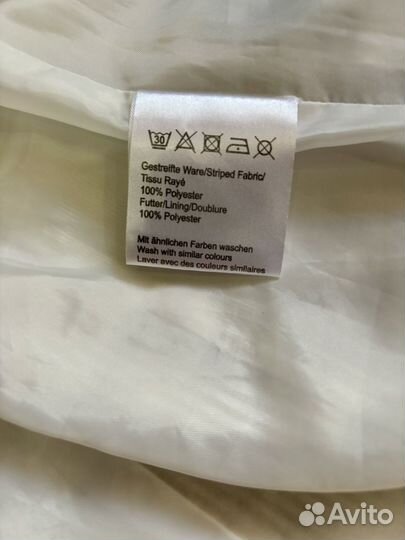 30
Gestreifte Ware/Striped Fabric/
Tissu Rayé
100% Polyester
Futter/Lining/Doublure
100% Polyester
Mit ähnlichen Farben waschen
Wash with similar colours
Laver avec des couleurs similaires
Avito